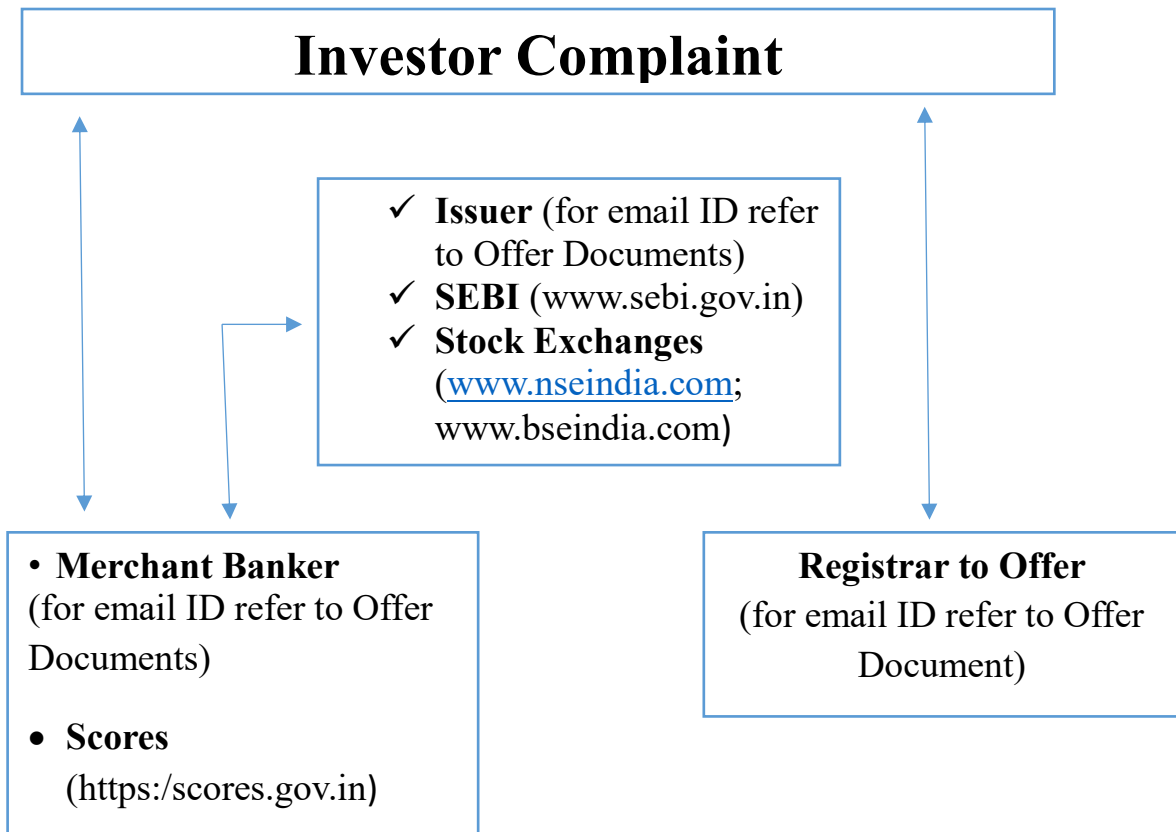 Investor Complaint
✓ Issuer (for email ID refer
to Offer Documents)
✓ SEBI (www.sebi.gov.in)
✓ Stock Exchanges
(www.nseindia.com;
www.bseindia.com)
• Merchant Banker
(for email ID refer to Offer
Documents)
• Scores
(https:/scores.gov.in)
Registrar to Offer
(for email ID refer to Offer
Document)